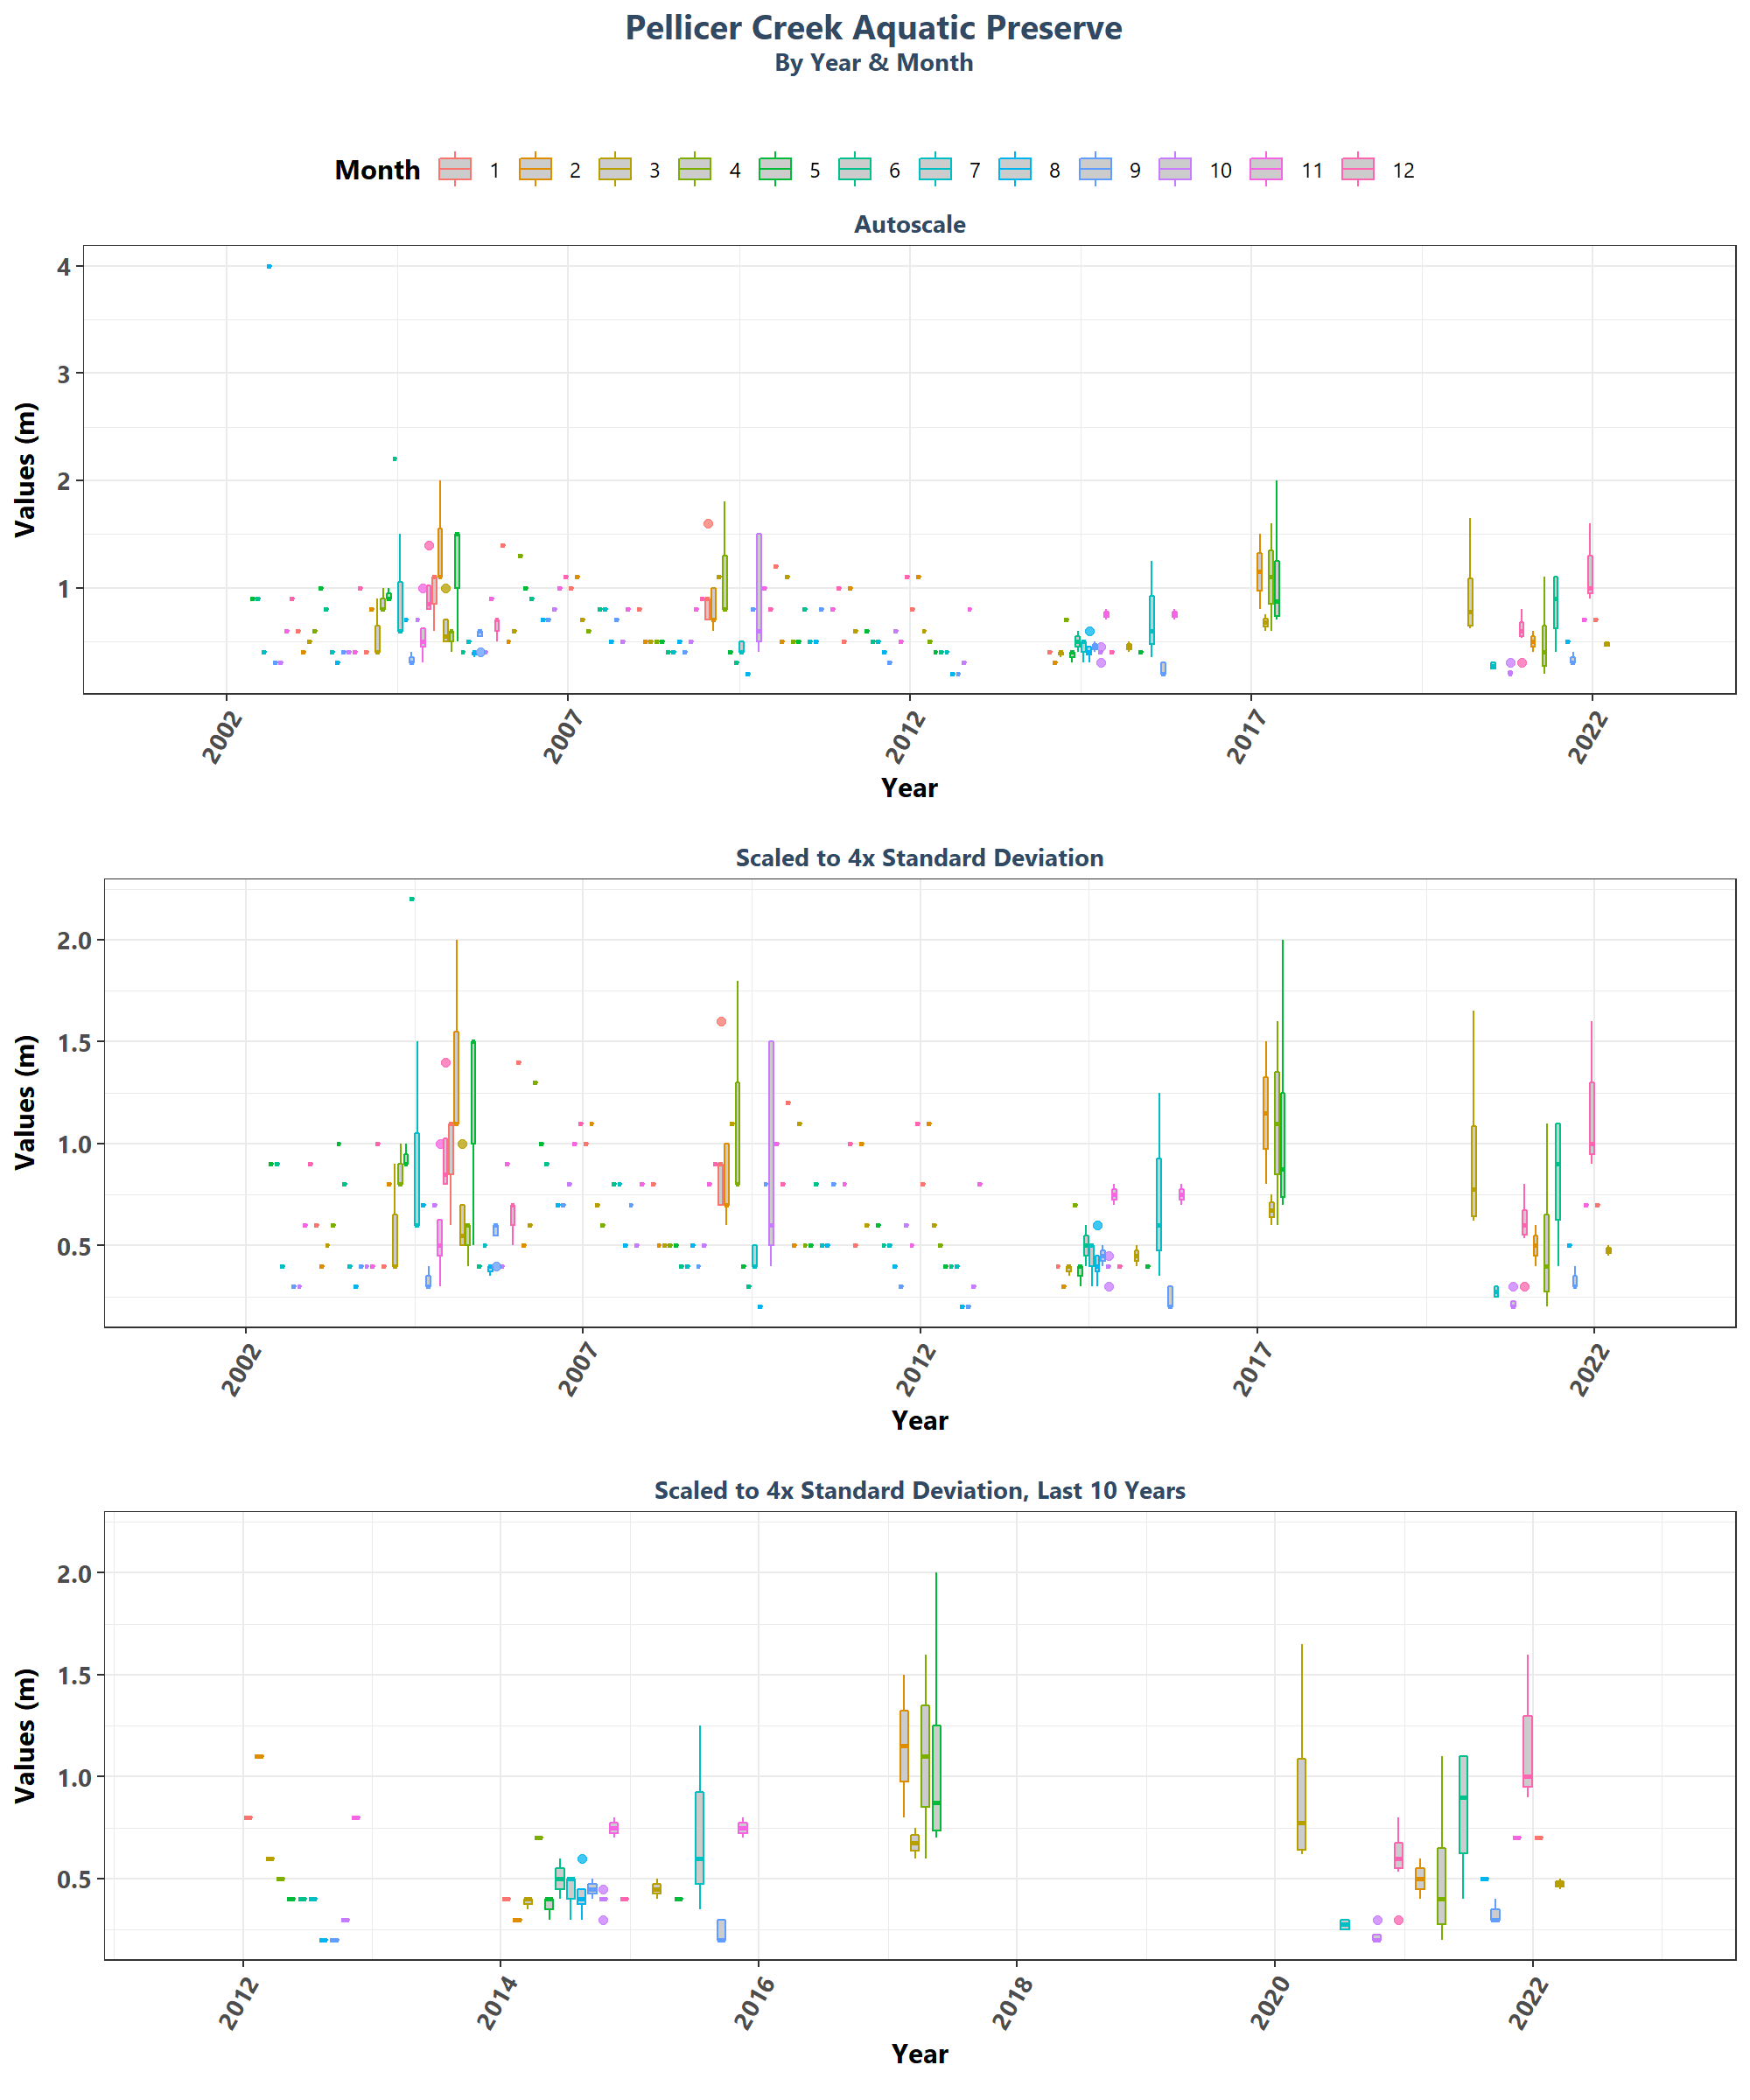 Pellicer Creek Aquatic Preserve
By Year & Month
Month 1 2 3 4 5 6 7 8 9 10 11 12
Autoscale
4
3
2
1
Values (m)
2002 2007 2012 2017 2022
Year
Scaled to 4x Standard Deviation
2.0
1.5
1.0
0.5
Values (m)
2002 2007 2012 2017 2022
Year
Scaled to 4x Standard Deviation, Last 10 Years
2.0
1.5
1.0
0.5
Values (m)
2012 2014 2016 2018 2020 2022
Year